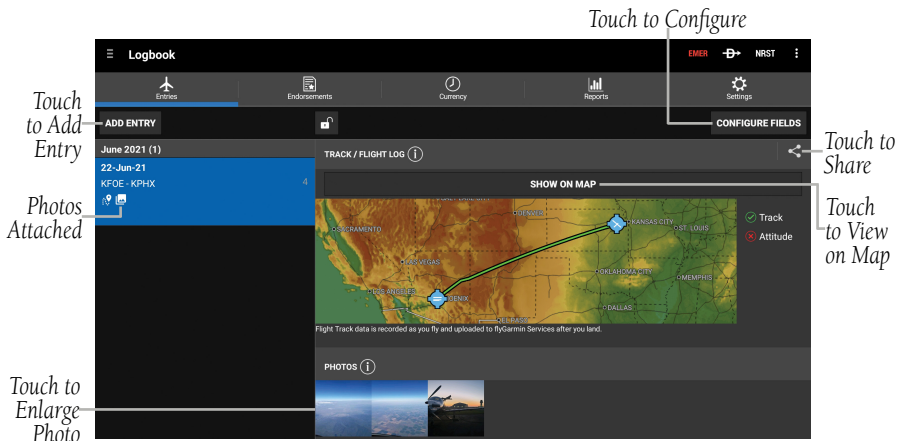 Touch to Configure
Logbook
EMER
NRST
Entries
Endorsements
Currency
Reports
Settings
Touch
to Add
Entry
ADD ENTRY
CONFIGURE FIELDS
June 2021 (1)
22-Jun-21
KFOE - KPHX
4
Photos
Attached
TRACK / FLIGHT LOG
Touch to
Share
SHOW ON MAP
Touch
to View
on Map
DENVER
SACRAMENTO
KANSAS CITY
ST. LOUIS
LAS VEGAS
OKLAHOMA CITY
MEMPHIS
LOS ANGELES
DALLAS
EL PASO
Track
Attitude
Flight Track data is recorded as you fly and uploaded to flyGarmin Services after you land.
PHOTOS
Touch to
Enlarge
Photo